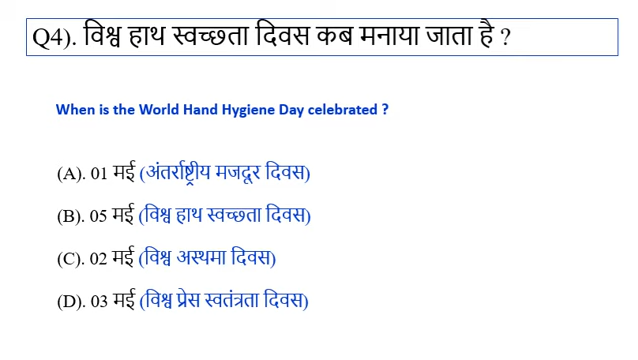 Q4). विश्व हाथ स्वच्छता दिवस कब मनाया जाता है ?
When is the World Hand Hygiene Day celebrated ?
(A). 01 मई (अंतर्राष्ट्रीय मजदूर दिवस)
(B). 05 मई (विश्व हाथ स्वच्छता दिवस)
(C). 02 मई (विश्व अस्थमा दिवस)
(D). 03 मई (विश्व प्रेस स्वतंत्रता दिवस)